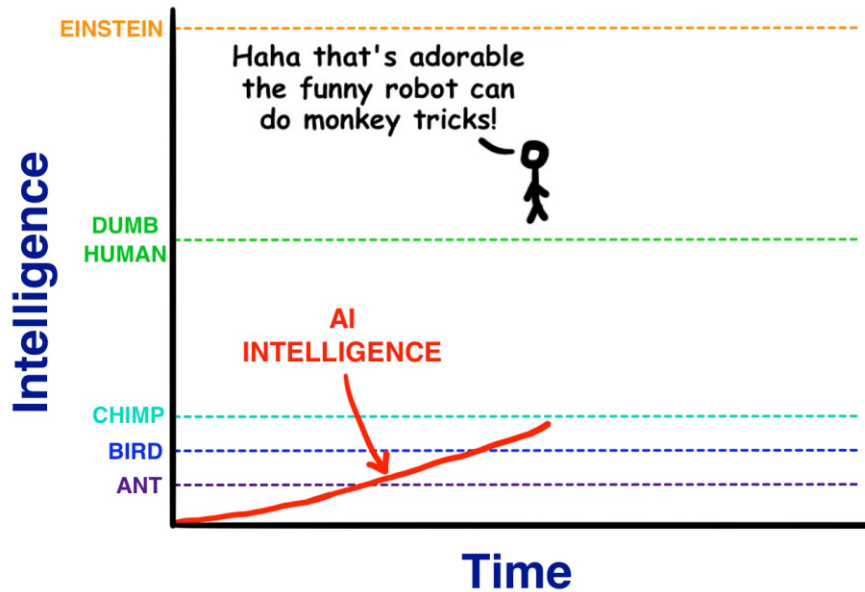 EINSTEIN
Haha that's adorable
the funny robot can
do monkey tricks!
DUMB
HUMAN
Intelligence
AI
INTELLIGENCE
CHIMP
BIRD
ANT
Time